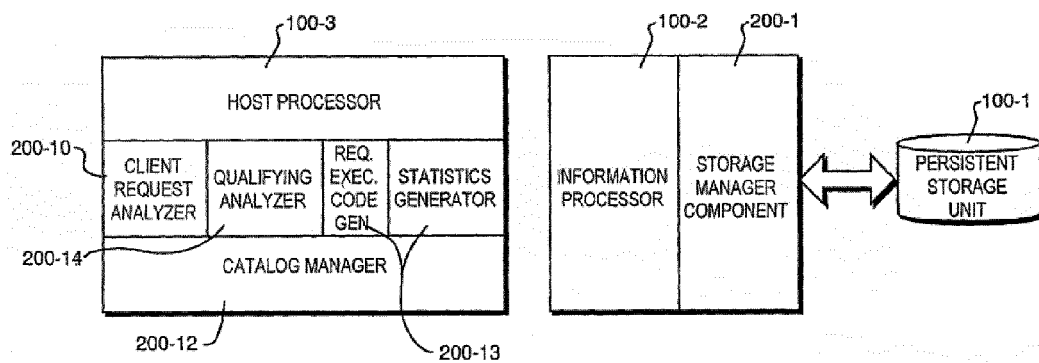 100-3
100-2
200-1
HOST PROCESSOR
100-1
200-10
CLIENT
REQUEST
ANALYZER
QUALIFYING
ANALYZER
REQ.
EXEC.
CODE
GEN.
STATISTICS
GENERATOR
INFORMATION
PROCESSOR
STORAGE
MANAGER
COMPONENT
PERSISTENT
STORAGE
UNIT
200-14
CATALOG MANAGER
200-12
200-13